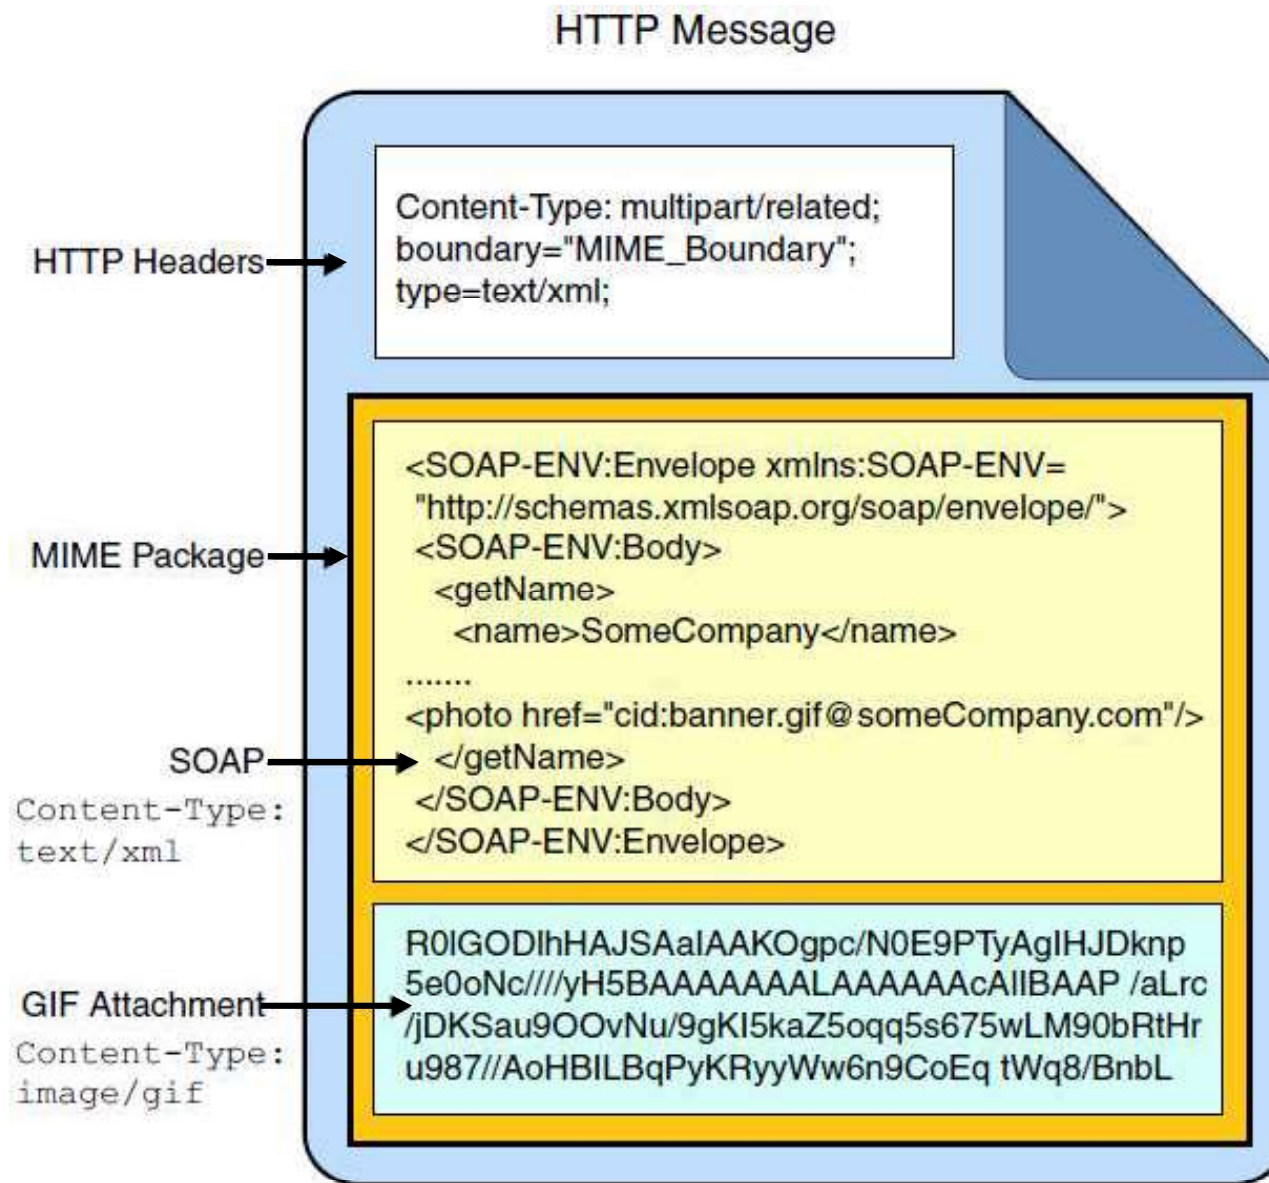 HTTP Message
HTTP Headers
Content-Type: multipart/related;
boundary="MIME_Boundary";
type=text/xml;
MIME Package
<SOAP-ENV:Envelope xmlns:SOAP-ENV=
"http://schemas.xmlsoap.org/soap/envelope/">
<SOAP-ENV:Body>
<getName>
<name>SomeCompany</name>
.......
<photo href="cid:banner.gif@someCompany.com"/>
</getName>
</SOAP-ENV:Body>
</SOAP-ENV:Envelope>
SOAP
Content-Type:
text/xml
GIF Attachment
Content-Type:
image/gif
R0lGODlhHAJSAaIAAKOgpc/N0E9PTyAgIHJDknp
5e0oNc////yH5BAAAAAAALAAAAAAcAlIBAAP /aLrc
/jDKSau9OOvNu/9gKI5kaZ5oqq5s675wLM90bRtHr
u987//AoHBILBqPyKRyyWw6n9CoEq tWq8/BnbL